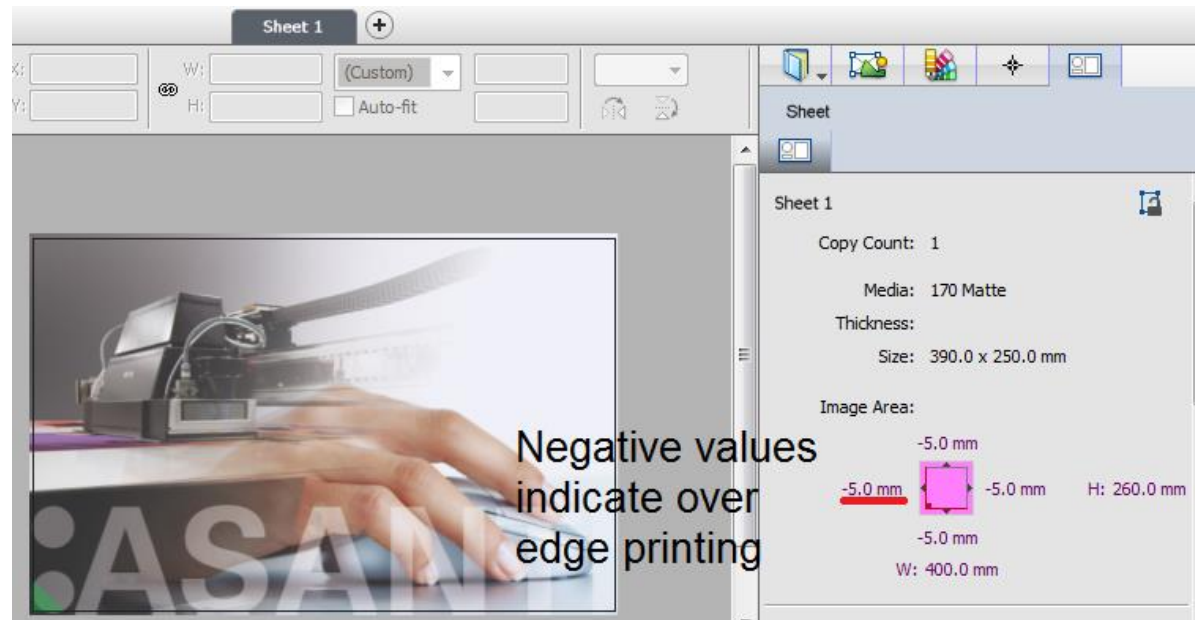 Sheet 1
X:
W:
(Custom)
Y:
H:
Auto-fit
Sheet
Sheet 1
Copy Count: 1
Media: 170 Matte
Thickness:
Size: 390.0 x 250.0 mm
Image Area:
-5.0 mm
-5.0 mm -5.0 mm H: 260.0 mm
-5.0 mm
W: 400.0 mm
Negative values
indicate over
edge printing
:ASANT